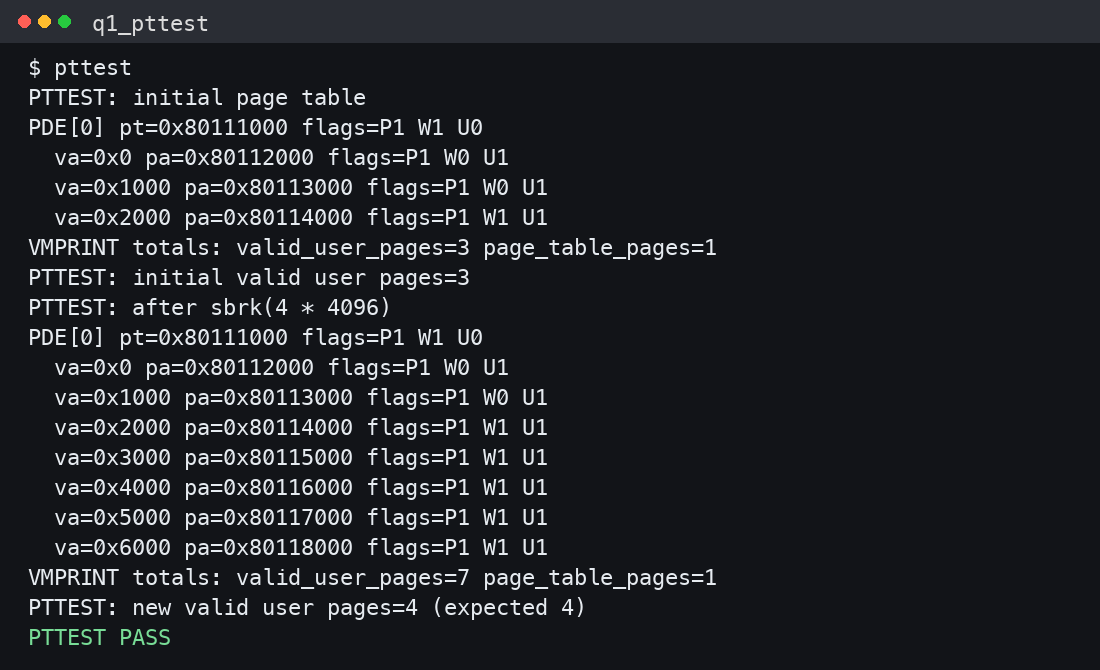 q1_pttest
$ pttest
PTTEST: initial page table
PDE[0] pt=0x80111000 flags=P1 W1 U0
  va=0x0 pa=0x80112000 flags=P1 W0 U1
  va=0x1000 pa=0x80113000 flags=P1 W0 U1
  va=0x2000 pa=0x80114000 flags=P1 W1 U1
VMPRINT totals: valid_user_pages=3 page_table_pages=1
PTTEST: initial valid user pages=3
PTTEST: after sbrk(4 * 4096)
PDE[0] pt=0x80111000 flags=P1 W1 U0
  va=0x0 pa=0x80112000 flags=P1 W0 U1
  va=0x1000 pa=0x80113000 flags=P1 W0 U1
  va=0x2000 pa=0x80114000 flags=P1 W1 U1
  va=0x3000 pa=0x80115000 flags=P1 W1 U1
  va=0x4000 pa=0x80116000 flags=P1 W1 U1
  va=0x5000 pa=0x80117000 flags=P1 W1 U1
  va=0x6000 pa=0x80118000 flags=P1 W1 U1
VMPRINT totals: valid_user_pages=7 page_table_pages=1
PTTEST: new valid user pages=4 (expected 4)
PTTEST PASS